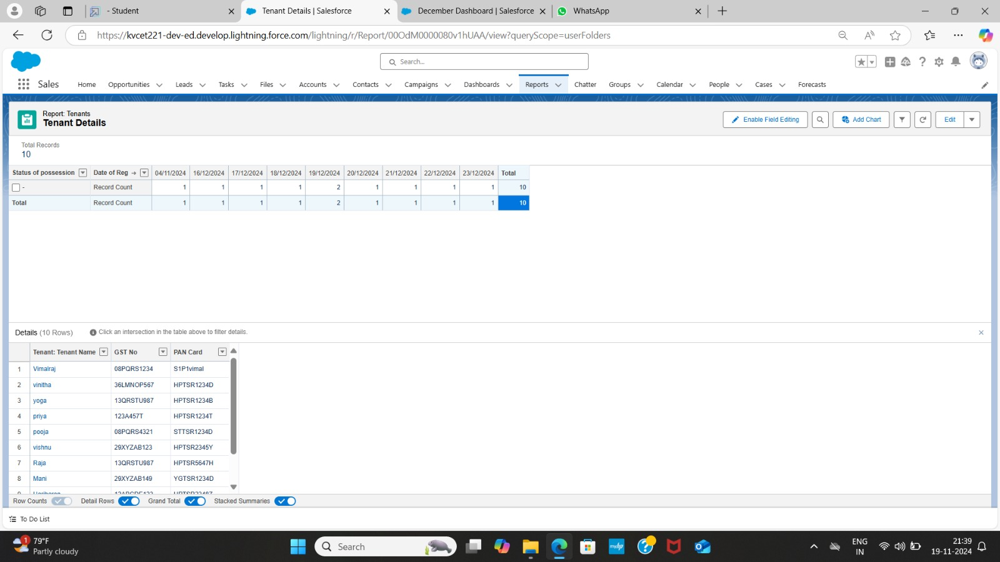 - Student
Tenant Details | Salesforce
December Dashboard | Salesforce
WhatsApp
https://kvcet221-dev-ed.develop.lightning.force.com/lightning/r/Report/00OdM0000080v1hUAA/view?queryScope=userFolders
Search...
Sales Home Opportunities Leads Tasks Files Accounts Contacts Campaigns Dashboards Reports Chatter Groups Calendar People Cases Forecasts
Report: Tenants
Tenant Details
Enable Field Editing
Add Chart
Edit
Total Records
10
Status of possession Date of Reg → 04/11/2024 16/12/2024 17/12/2024 18/12/2024 19/12/2024 20/12/2024 21/12/2024 22/12/2024 23/12/2024 Total
- Record Count 1 1 1 1 2 1 1 1 1 10
Total Record Count 1 1 1 1 2 1 1 1 1 10
Details (10 Rows) Click an intersection in the table above to filter details.
Tenant: Tenant Name GST No PAN Card
1 Vimalraj 08PQRS1234 S1P1vimal
2 vinitha 36LMNOP567 HPTSR1234D
3 yoga 13QRSTU987 HPTSR1234B
4 priya 123A457T HPTSR1234T
5 pooja 08PQRS4321 STTSR1234D
6 vishnu 29XYZAB123 HPTSR2345Y
7 Raja 13QRSTU987 HPTSR5647H
8 Mani 29XYZAB149 YGTSR1234D
Row Counts Detail Rows Grand Total Stacked Summaries
To Do List
1
79°F
Partly cloudy
Search
myhp
ENG
IN
21:39
19-11-2024